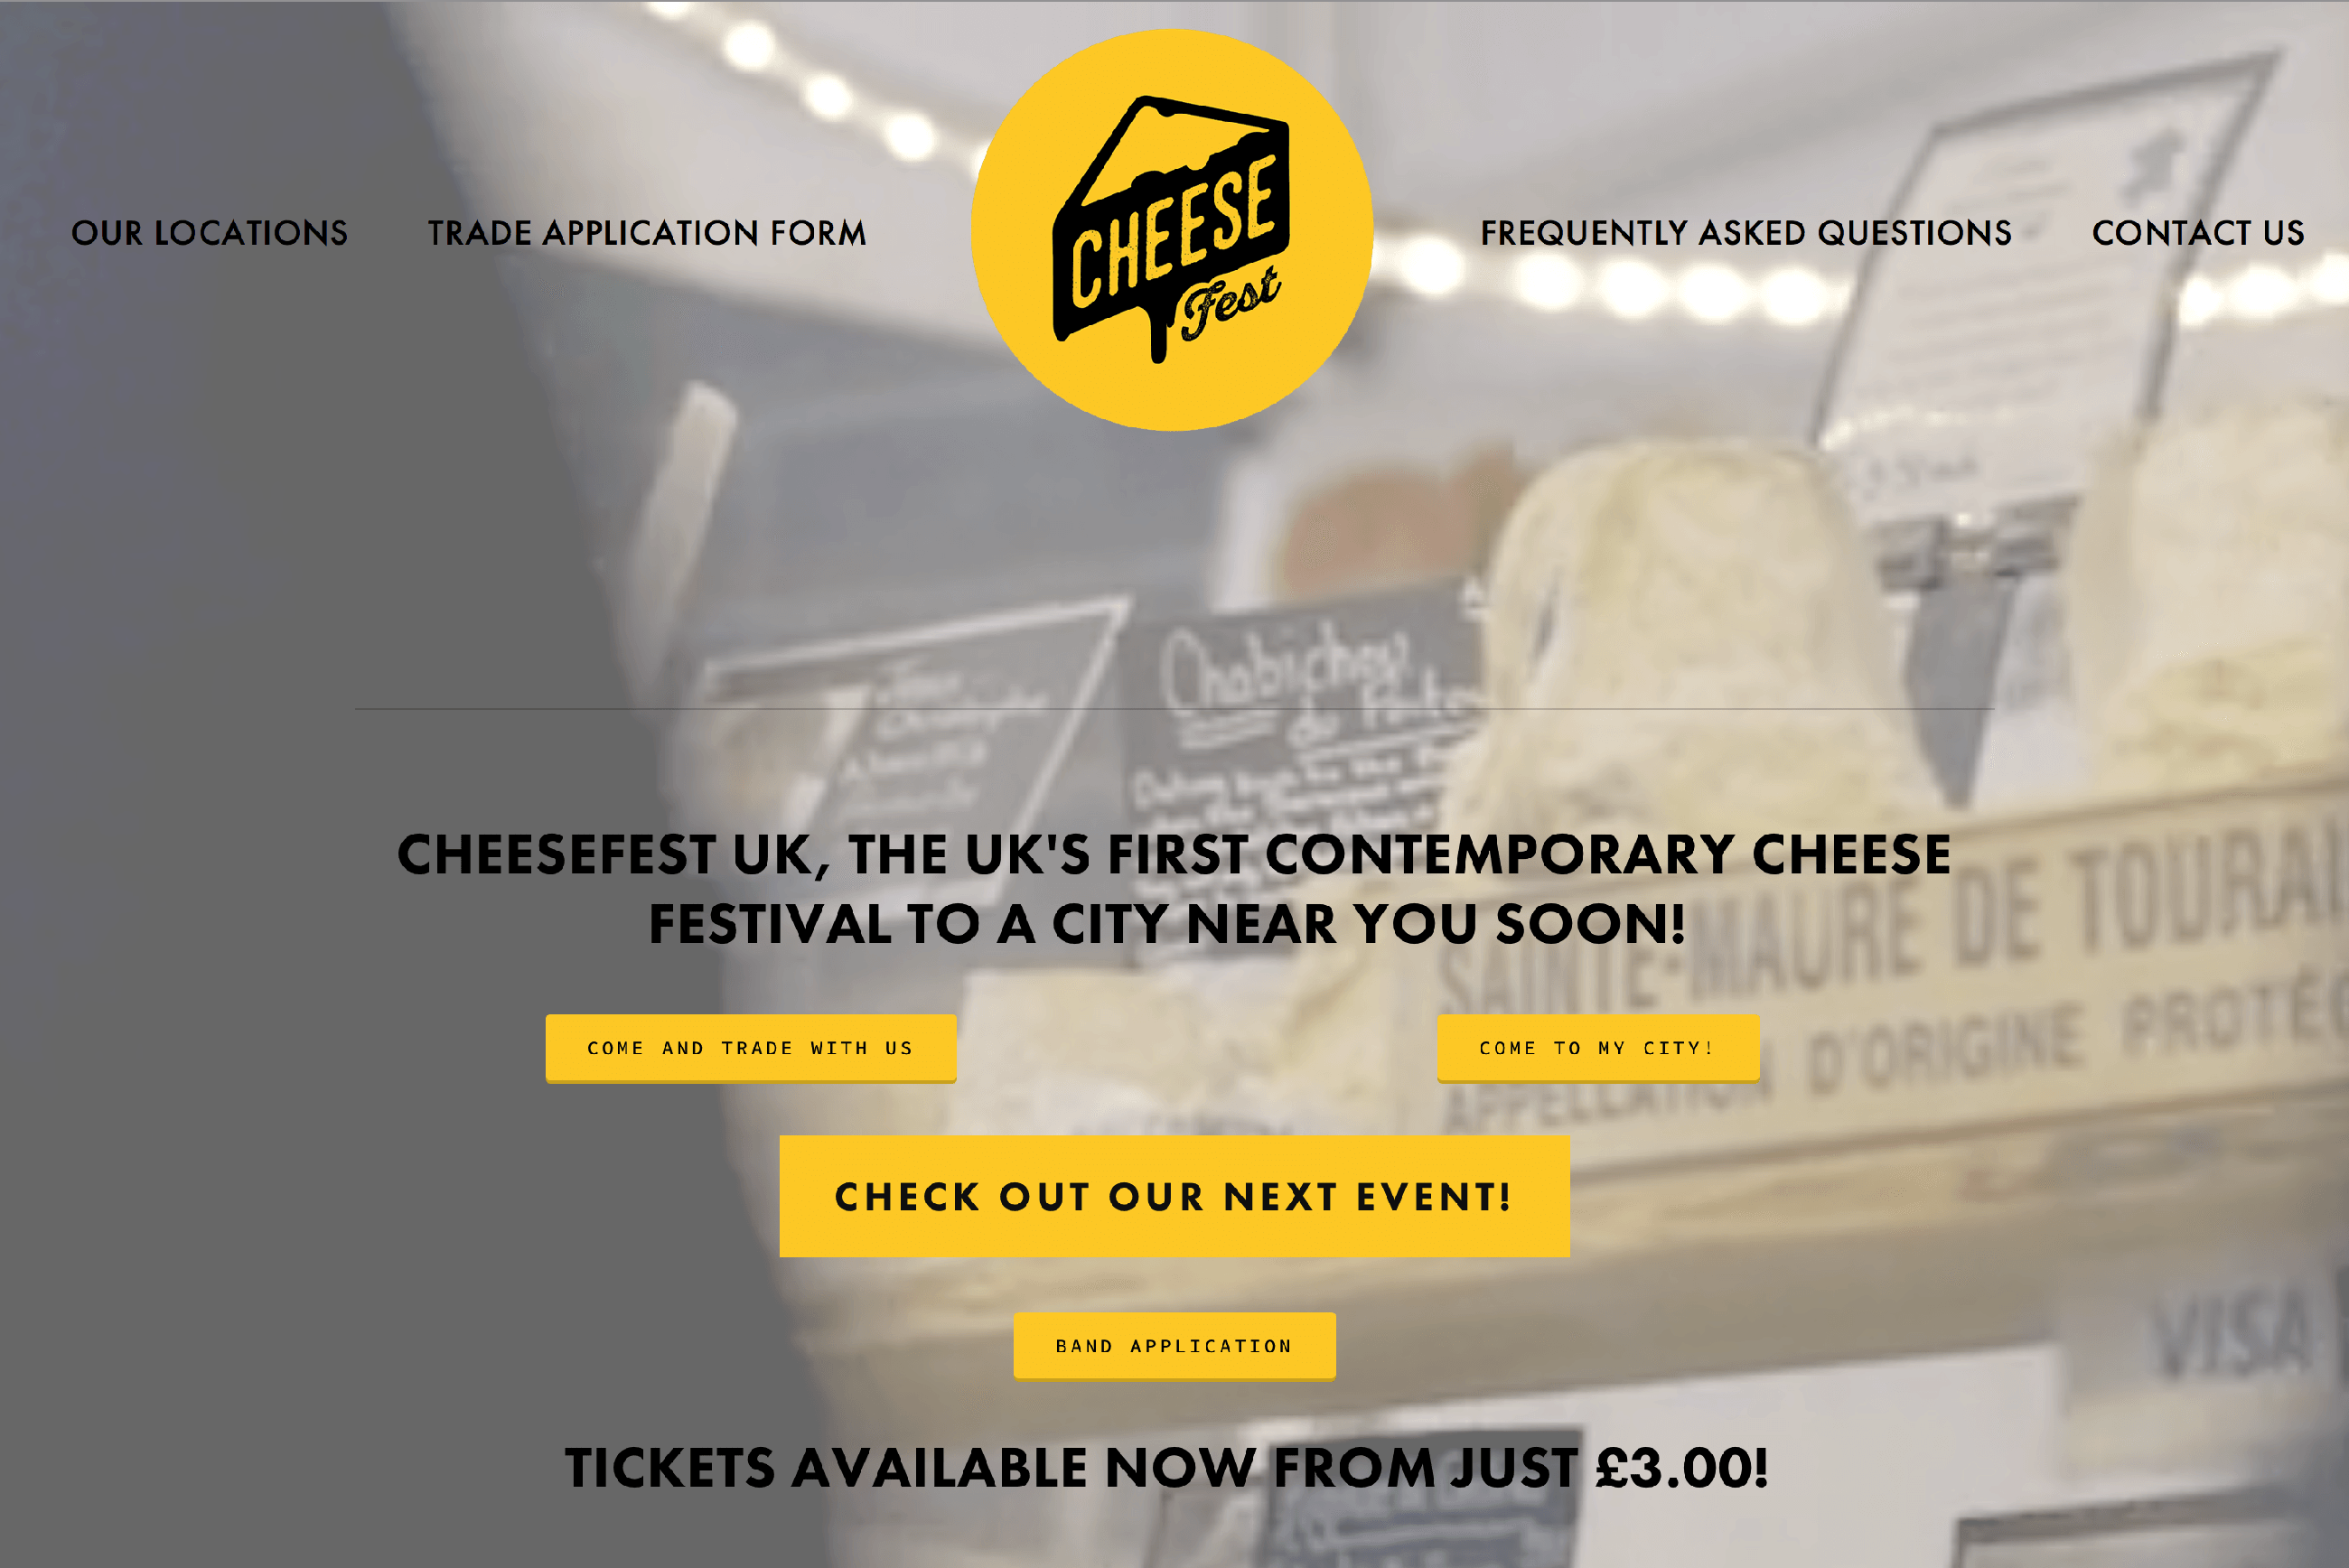 OUR LOCATIONS
TRADE APPLICATION FORM
CHEESE
Fest
FREQUENTLY ASKED QUESTIONS
CONTACT US
Chabichou
du Poitou
CHEESEFEST UK, THE UK'S FIRST CONTEMPORARY CHEESE
FESTIVAL TO A CITY NEAR YOU SOON!
SAINTE-MAURE DE
COME AND TRADE WITH US
COME TO MY CITY!
APPELLATION D'ORIGINE
CHECK OUT OUR NEXT EVENT!
VISA
BAND APPLICATION
TICKETS AVAILABLE NOW FROM JUST £3.00!